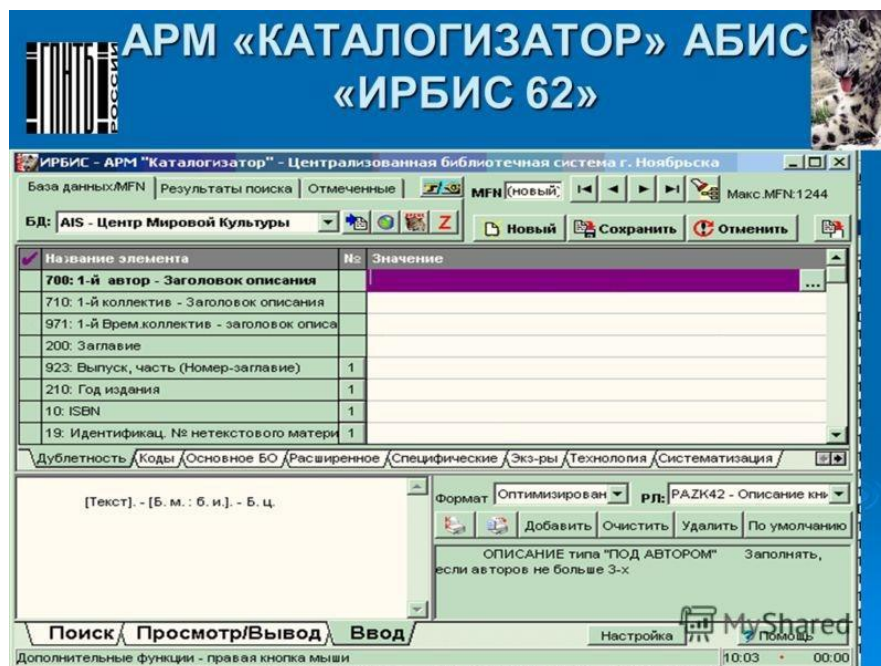 АРМ «КАТАЛОГИЗАТОР» АБИС
«ИРБИС 62»
ГПНТБ
РОССИИ
ИРБИС - АРМ "Каталогизатор" - Централизованная библиотечная система г. Ноябрьска
База данных/MFN Результаты поиска Отмеченные MFN (новый) Макс.MFN:1244
БД: AIS - Центр Мировой Культуры Z Новый Сохранить Отменить
Название элемента № Значение
700: 1-й автор - Заголовок описания ...
710: 1-й коллектив - Заголовок описания
971: 1-й Врем.коллектив - заголовок описа
200: Заглавие
923: Выпуск, часть (Номер-заглавие) 1
210: Год издания 1
10: ISBN 1
19: Идентификац. № нетекстового матери 1
Дублетность Коды Основное БО Расширенное Специфические Экз-ры Технология Систематизация
[Текст]. - [Б. м. : б. и.]. - Б. ц.
Формат Оптимизирован РЛ: PAZK42 - Описание кни
Добавить Очистить Удалить По умолчанию
ОПИСАНИЕ типа "ПОД АВТОРОМ" Заполнять,
если авторов не больше 3-х
Поиск Просмотр/Вывод Ввод Настройка Помощь
MyShared
Дополнительные функции - правая кнопка мыши 10:03 00:00